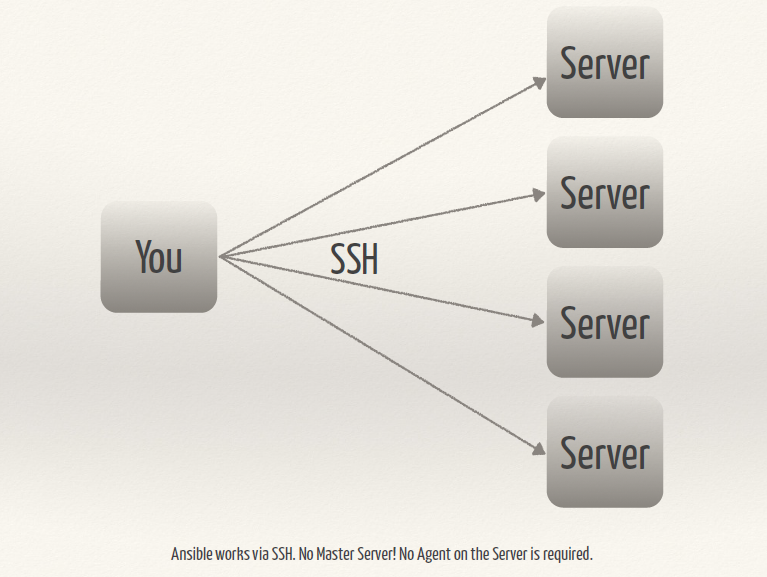 Server
Server
You
SSH
Server
Server
Ansible works via SSH. No Master Server! No Agent on the Server is required.